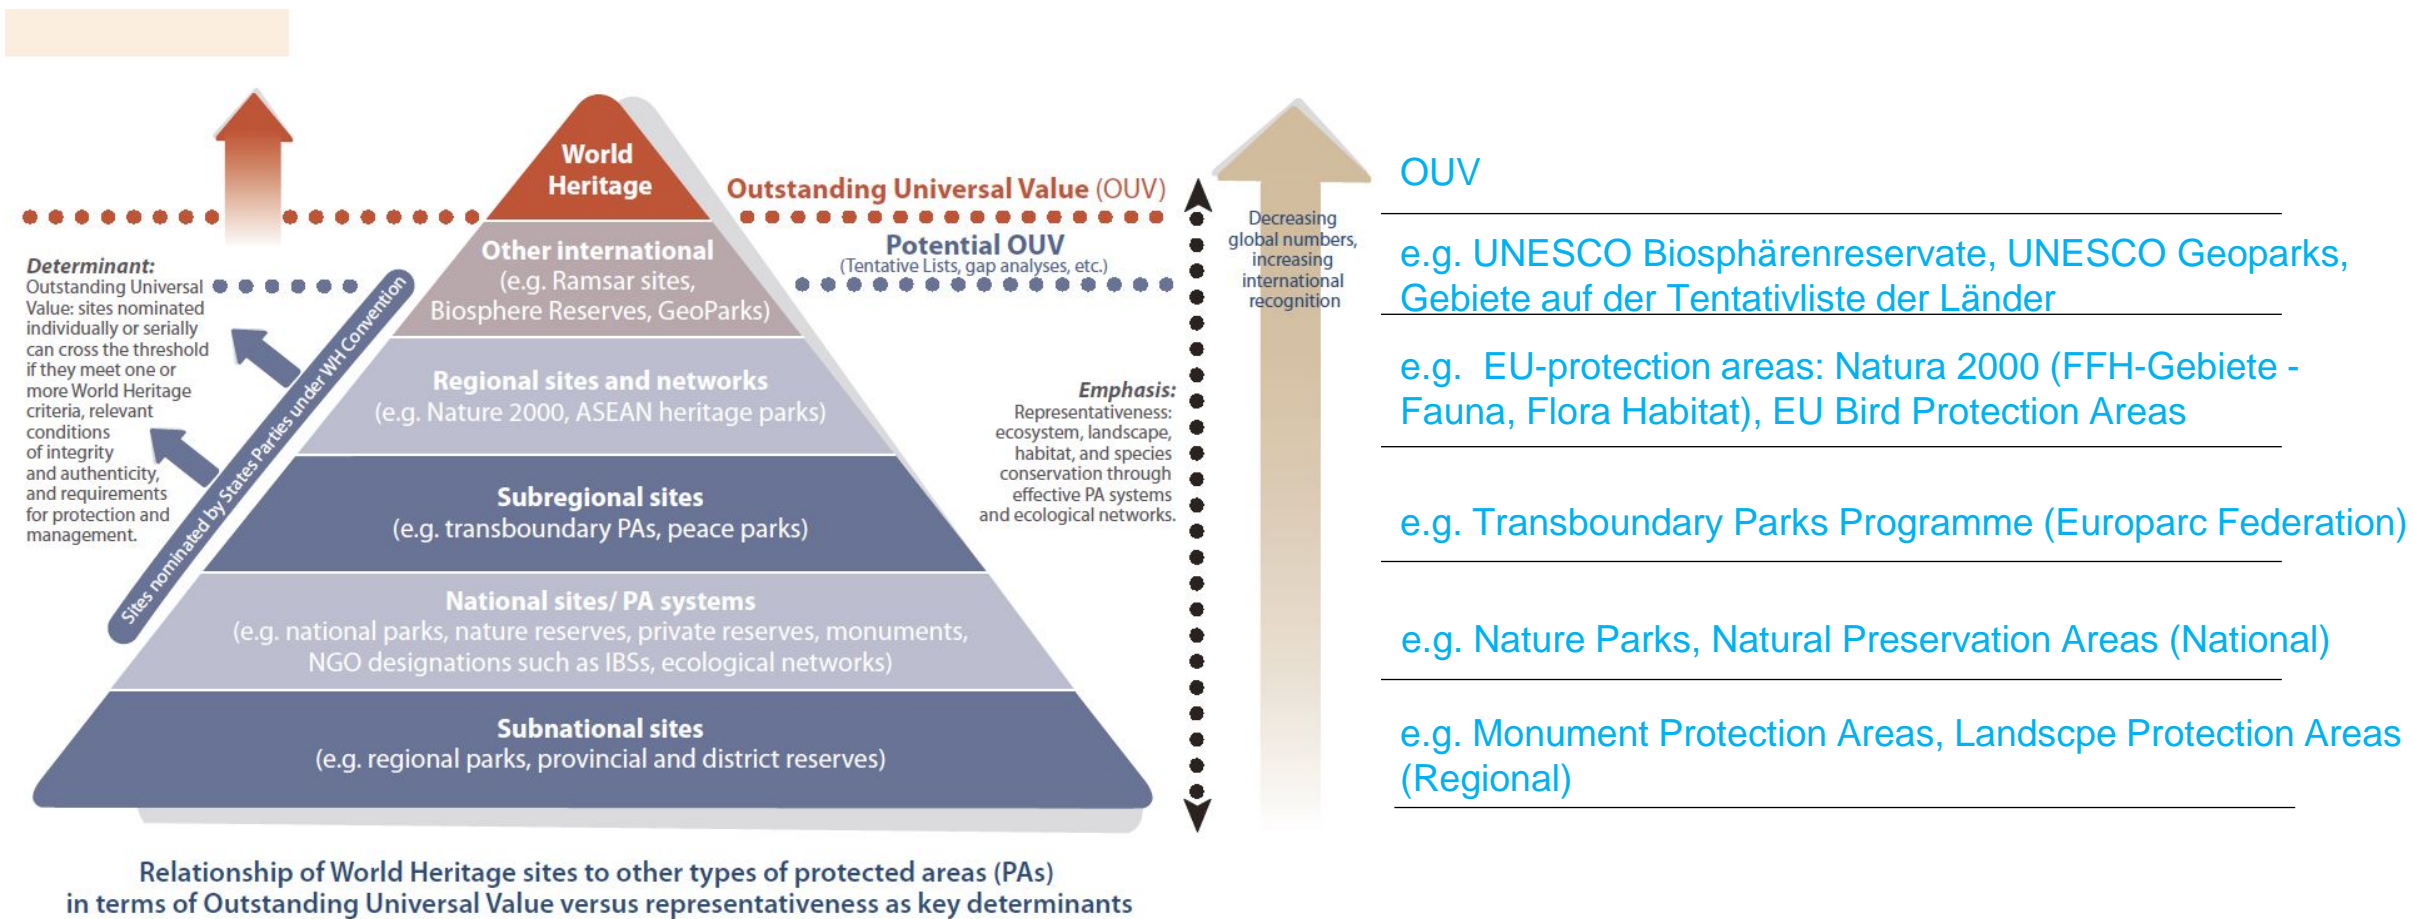 World
Heritage
Outstanding Universal Value (OUV)
Other international
(e.g. Ramsar sites,
Biosphere Reserves, GeoParks)
Potential OUV
(Tentative Lists, gap analyses, etc.)
Determinant:
Outstanding Universal
Value: sites nominated
individually or serially
can cross the threshold
if they meet one or
more World Heritage
criteria, relevant
conditions
of integrity
and authenticity,
and requirements
for protection and
management.
Sites nominated by States Parties under WH Convention
Regional sites and networks
(e.g. Nature 2000, ASEAN heritage parks)
Subregional sites
(e.g. transboundary PAs, peace parks)
National sites/ PA systems
(e.g. national parks, nature reserves, private reserves, monuments,
NGO designations such as IBSs, ecological networks)
Subnational sites
(e.g. regional parks, provincial and district reserves)
Emphasis:
Representativeness:
ecosystem, landscape,
habitat, and species
conservation through
effective PA systems
and ecological networks.
Decreasing
global numbers,
increasing
international
recognition
OUV
e.g. UNESCO Biosphärenreservate, UNESCO Geoparks,
Gebiete auf der Tentativliste der Länder
e.g. EU-protection areas: Natura 2000 (FFH-Gebiete -
Fauna, Flora Habitat), EU Bird Protection Areas
e.g. Transboundary Parks Programme (Europarc Federation)
e.g. Nature Parks, Natural Preservation Areas (National)
e.g. Monument Protection Areas, Landscpe Protection Areas
(Regional)
Relationship of World Heritage sites to other types of protected areas (PAs)
in terms of Outstanding Universal Value versus representativeness as key determinants